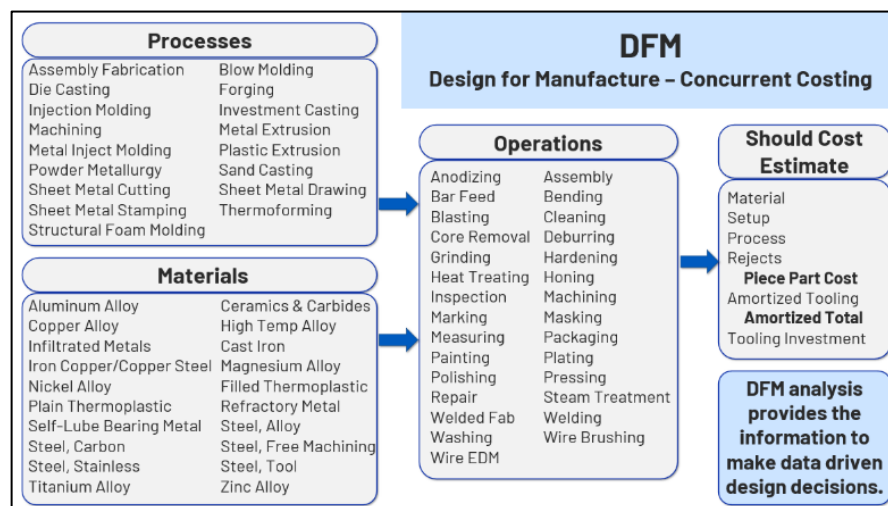 Processes
Assembly Fabrication
Die Casting
Injection Molding
Machining
Metal Inject Molding
Powder Metallurgy
Sheet Metal Cutting
Sheet Metal Stamping
Structural Foam Molding
Blow Molding
Forging
Investment Casting
Metal Extrusion
Plastic Extrusion
Sand Casting
Sheet Metal Drawing
Thermoforming
Materials
Aluminum Alloy
Copper Alloy
Infiltrated Metals
Iron Copper/Copper Steel
Nickel Alloy
Plain Thermoplastic
Self-Lube Bearing Metal
Steel, Carbon
Steel, Stainless
Titanium Alloy
Ceramics & Carbides
High Temp Alloy
Cast Iron
Magnesium Alloy
Filled Thermoplastic
Refractory Metal
Steel, Alloy
Steel, Free Machining
Steel, Tool
Zinc Alloy
DFM
Design for Manufacture – Concurrent Costing
Operations
Anodizing
Bar Feed
Blasting
Core Removal
Grinding
Heat Treating
Inspection
Marking
Measuring
Painting
Polishing
Repair
Welded Fab
Washing
Wire EDM
Assembly
Bending
Cleaning
Deburring
Hardening
Honing
Machining
Masking
Packaging
Plating
Pressing
Steam Treatment
Welding
Wire Brushing
Should Cost
Estimate
Material
Setup
Process
Rejects
Piece Part Cost
Amortized Tooling
Amortized Total
Tooling Investment
DFM analysis
provides the
information to
make data driven
design decisions.